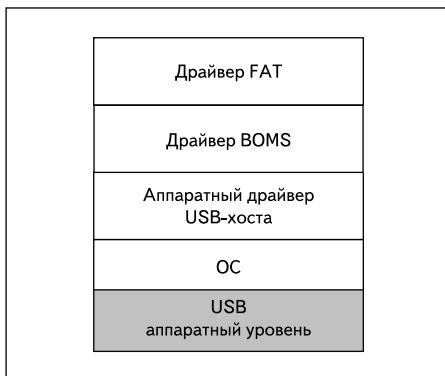 Драйвер FAT
Драйвер BOMS
Аппаратный драйвер
USB-хоста
ОС
USB
аппаратный уровень